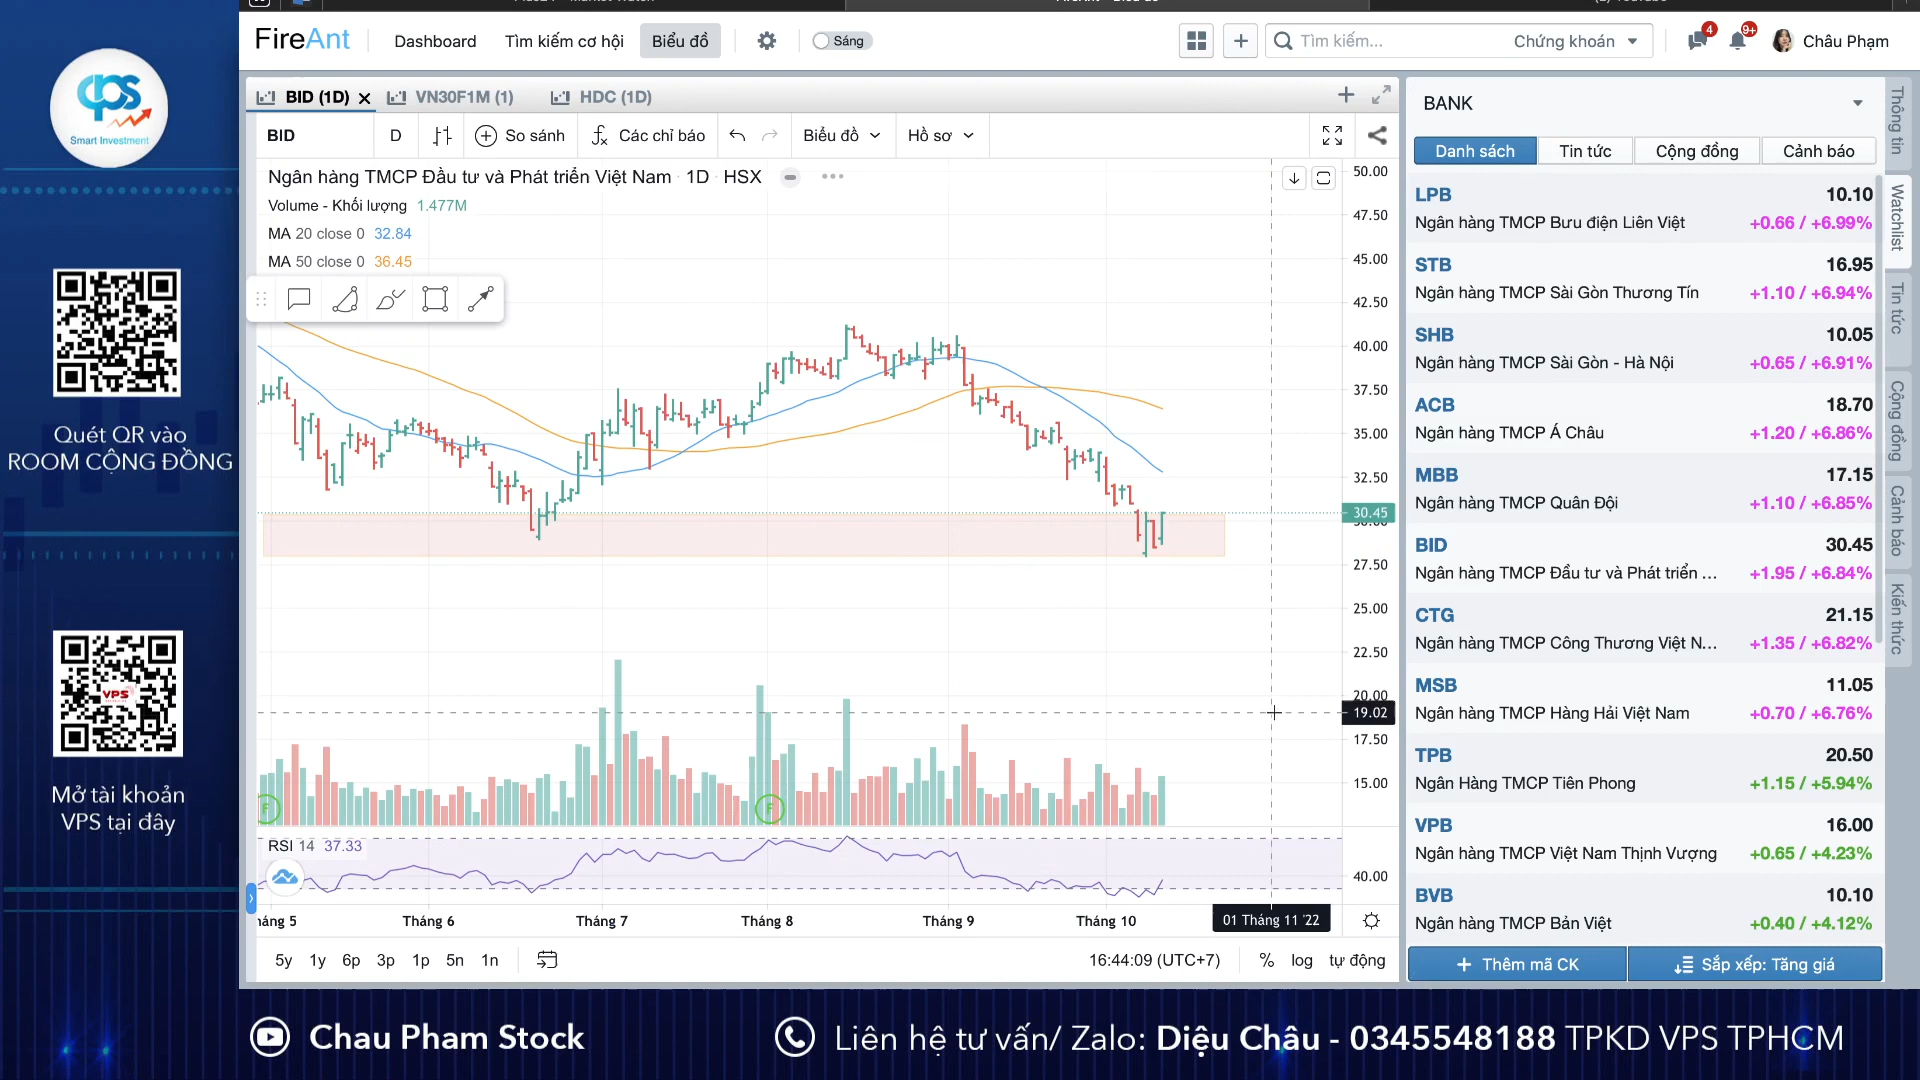 cps
Smart Investment
Quét QR vào
ROOM CỘNG ĐỒNG
VPS
Mở tài khoản
VPS tại đây
FireAnt
Dashboard
Tìm kiếm cơ hội
Biểu đồ
Sáng
Tìm kiếm...
Chứng khoán
4
9+
Châu Phạm
BID (1D)
VN30F1M (1)
HDC (1D)
BID
D
So sánh
Các chỉ báo
Biểu đồ
Hồ sơ
Ngân hàng TMCP Đầu tư và Phát triển Việt Nam · 1D · HSX
Volume - Khối lượng 1.477M
MA 20 close 0 32.84
MA 50 close 0 36.45
50.00
47.50
45.00
42.50
40.00
37.50
35.00
32.50
30.45
30.00
27.50
25.00
22.50
20.00
19.02
17.50
15.00
F
F
RSI 14 37.33
40.00
háng 5
Tháng 6
Tháng 7
Tháng 8
Tháng 9
Tháng 10
01 Tháng 11 '22
5y 1y 6p 3p 1p 5n 1n
16:44:09 (UTC+7)
% log tự động
BANK
Danh sách
Tin tức
Cộng đồng
Cảnh báo
LPB 10.10
Ngân hàng TMCP Bưu điện Liên Việt +0.66 / +6.99%
STB 16.95
Ngân hàng TMCP Sài Gòn Thương Tín +1.10 / +6.94%
SHB 10.05
Ngân hàng TMCP Sài Gòn - Hà Nội +0.65 / +6.91%
ACB 18.70
Ngân hàng TMCP Á Châu +1.20 / +6.86%
MBB 17.15
Ngân hàng TMCP Quân Đội +1.10 / +6.85%
BID 30.45
Ngân hàng TMCP Đầu tư và Phát triển ... +1.95 / +6.84%
CTG 21.15
Ngân hàng TMCP Công Thương Việt N... +1.35 / +6.82%
MSB 11.05
Ngân hàng TMCP Hàng Hải Việt Nam +0.70 / +6.76%
TPB 20.50
Ngân Hàng TMCP Tiên Phong +1.15 / +5.94%
VPB 16.00
Ngân hàng TMCP Việt Nam Thịnh Vượng +0.65 / +4.23%
BVB 10.10
Ngân hàng TMCP Bản Việt +0.40 / +4.12%
Thêm mã CK
Sắp xếp: Tăng giá
Thông tin
Watchlist
Tin tức
Cộng đồng
Cảnh báo
Kiến thức
Chau Pham Stock
Liên hệ tư vấn/ Zalo: Diệu Châu - 0345548188 TPKD VPS TPHCM